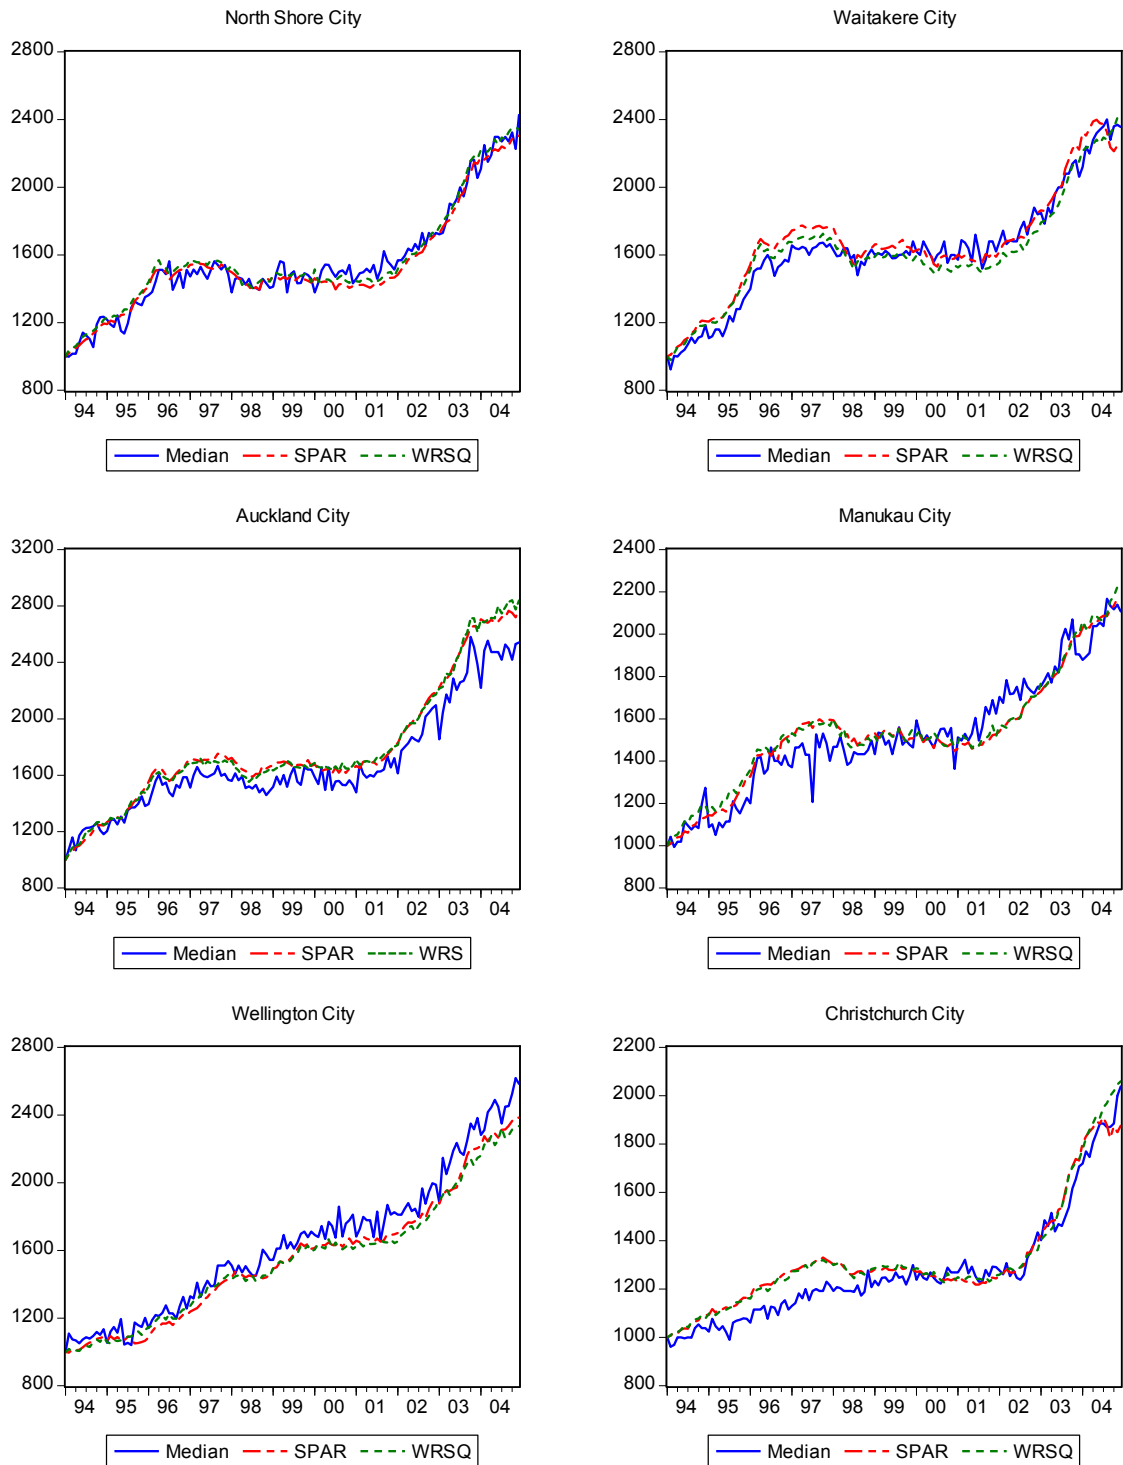 North Shore City
2800
2400
2000
1600
1200
800
94 95 96 97 98 99 00 01 02 03 04
Median SPAR WRSQ
Waitakere City
2800
2400
2000
1600
1200
800
94 95 96 97 98 99 00 01 02 03 04
Median SPAR WRSQ
Auckland City
3200
2800
2400
2000
1600
1200
800
94 95 96 97 98 99 00 01 02 03 04
Median SPAR WRS
Manukau City
2400
2200
2000
1800
1600
1400
1200
1000
800
94 95 96 97 98 99 00 01 02 03 04
Median SPAR WRSQ
Wellington City
2800
2400
2000
1600
1200
800
94 95 96 97 98 99 00 01 02 03 04
Median SPAR WRSQ
Christchurch City
2200
2000
1800
1600
1400
1200
1000
800
94 95 96 97 98 99 00 01 02 03 04
Median SPAR WRSQ